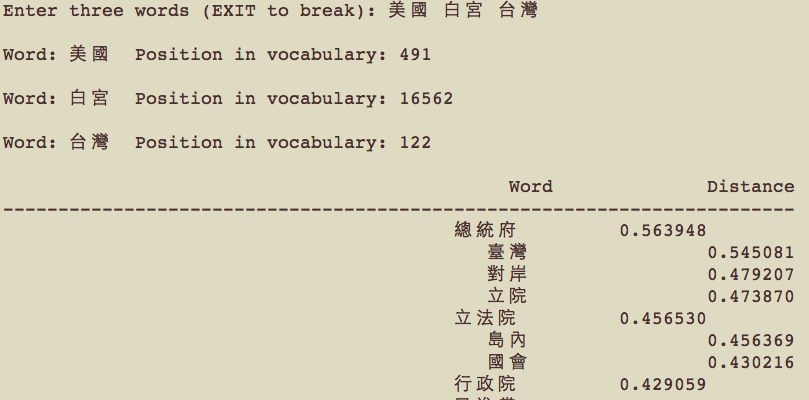 Enter three words (EXIT to break): 美國 白宮 台灣
Word: 美國 Position in vocabulary: 491
Word: 白宮 Position in vocabulary: 16562
Word: 台灣 Position in vocabulary: 122
Word Distance
------------------------------------------------------------------------
總統府 0.563948
臺灣 0.545081
對岸 0.479207
立院 0.473870
立法院 0.456530
島內 0.456369
國會 0.430216
行政院 0.429059